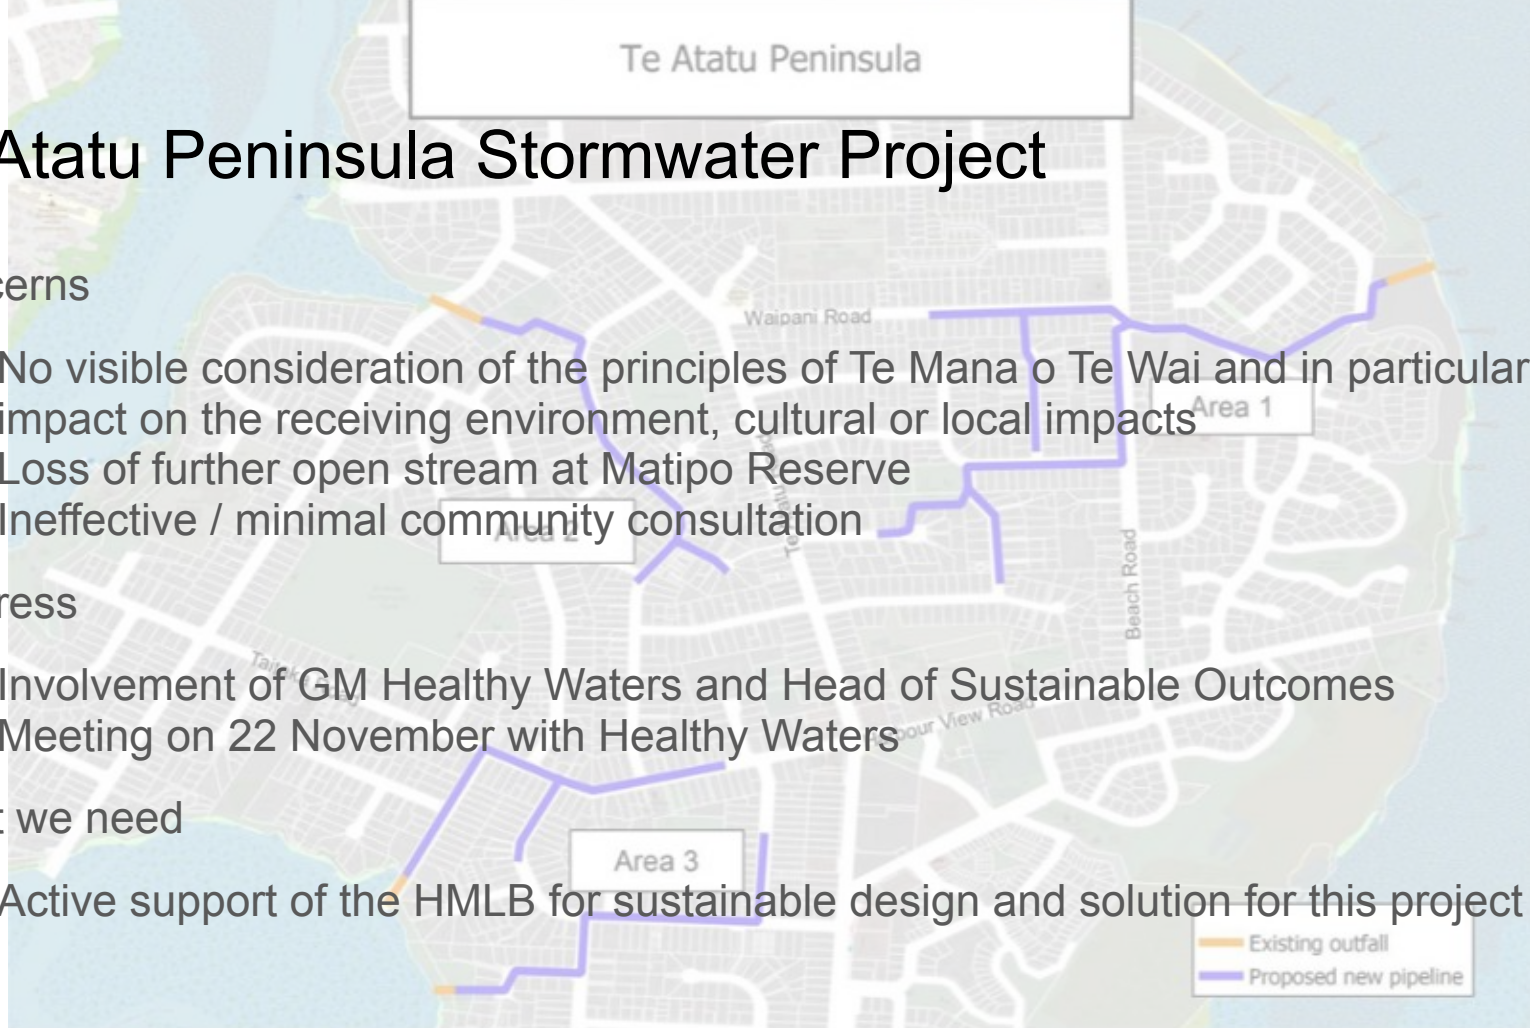 Te Atatu Peninsula
Atatu Peninsula Stormwater Project
cerns
Waipani Road
No visible consideration of the principles of Te Mana o Te Wai and in particular
impact on the receiving environment, cultural or local impacts
Area 1
Loss of further open stream at Matipo Reserve
Ineffective / minimal community consultation
Area 2
Beach Road
ress
Involvement of GM Healthy Waters and Head of Sustainable Outcomes
Meeting on 22 November with Healthy Waters
View Road
we need
Area 3
Active support of the HMLB for sustainable design and solution for this project
Existing outfall
Proposed new pipeline